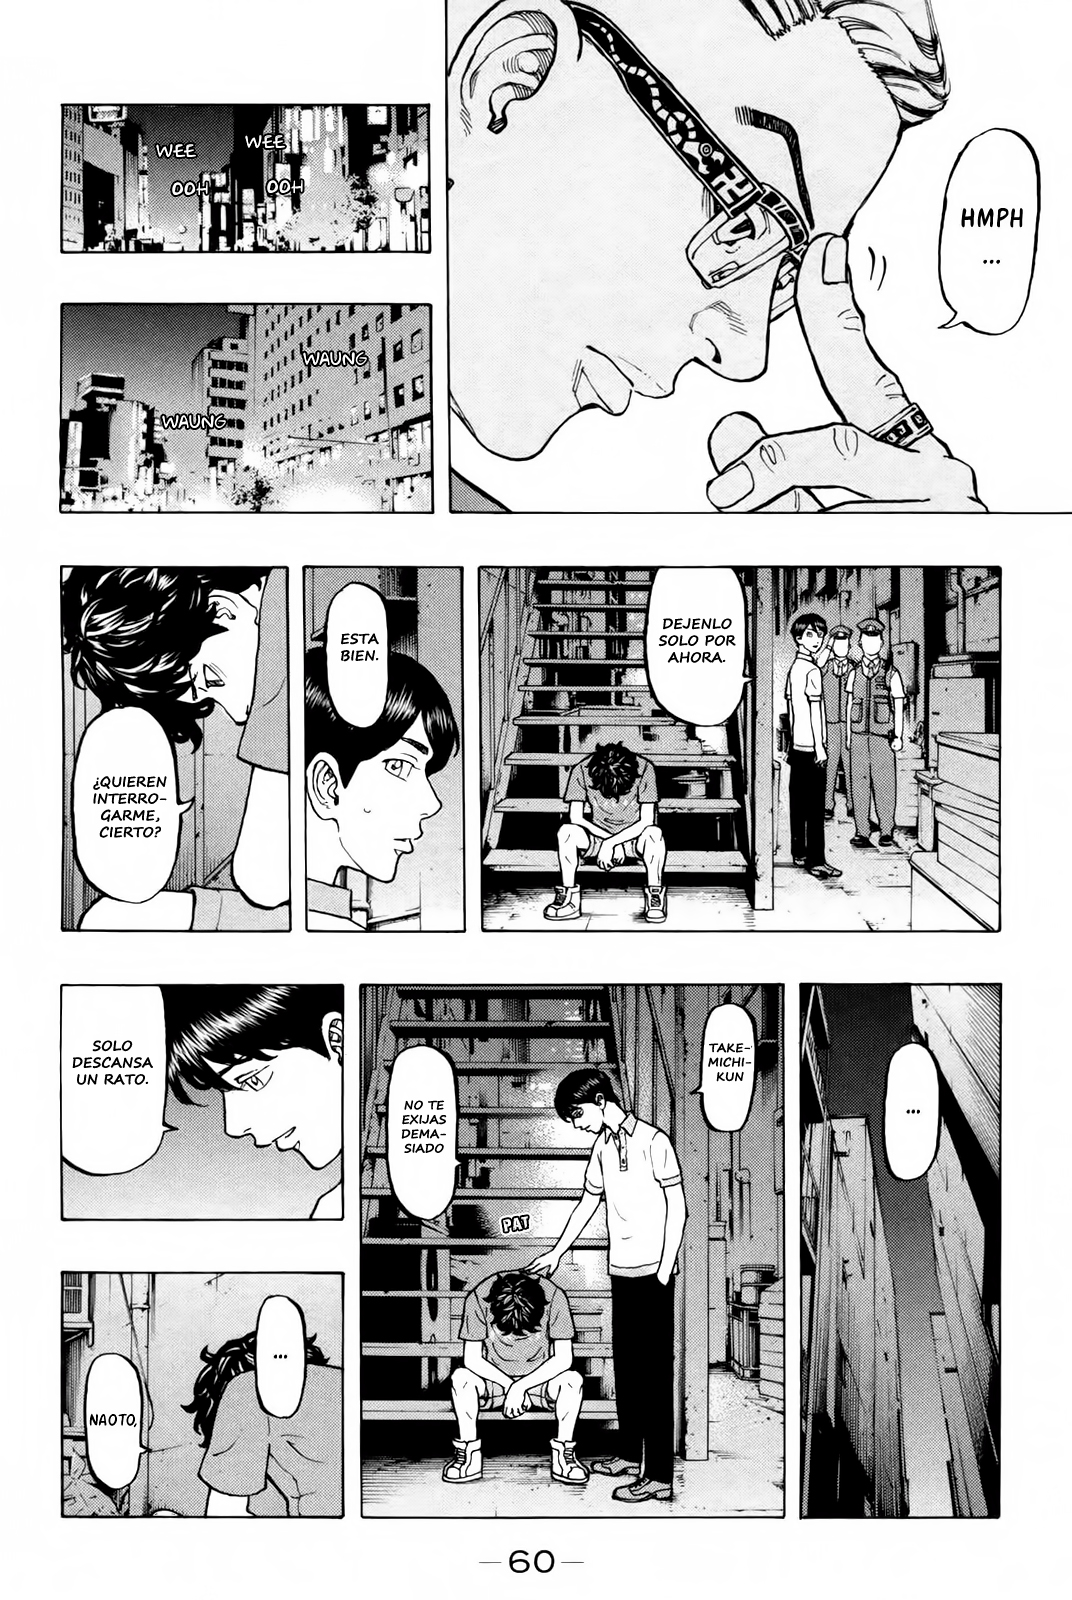 HMPH
...
WEE
WEE
OOH
OOH
WAUNG
WAUNG
DEJENLO
SOLO POR
AHORA.
ESTA
BIEN.
¿QUIEREN
INTERRO-
GARME,
CIERTO?
...
TAKE-
MICHI-
KUN
NO TE
EXIJAS
DEMA-
SIADO
PAT
SOLO
DESCANSA
UN RATO.
...
NAOTO,
—60—